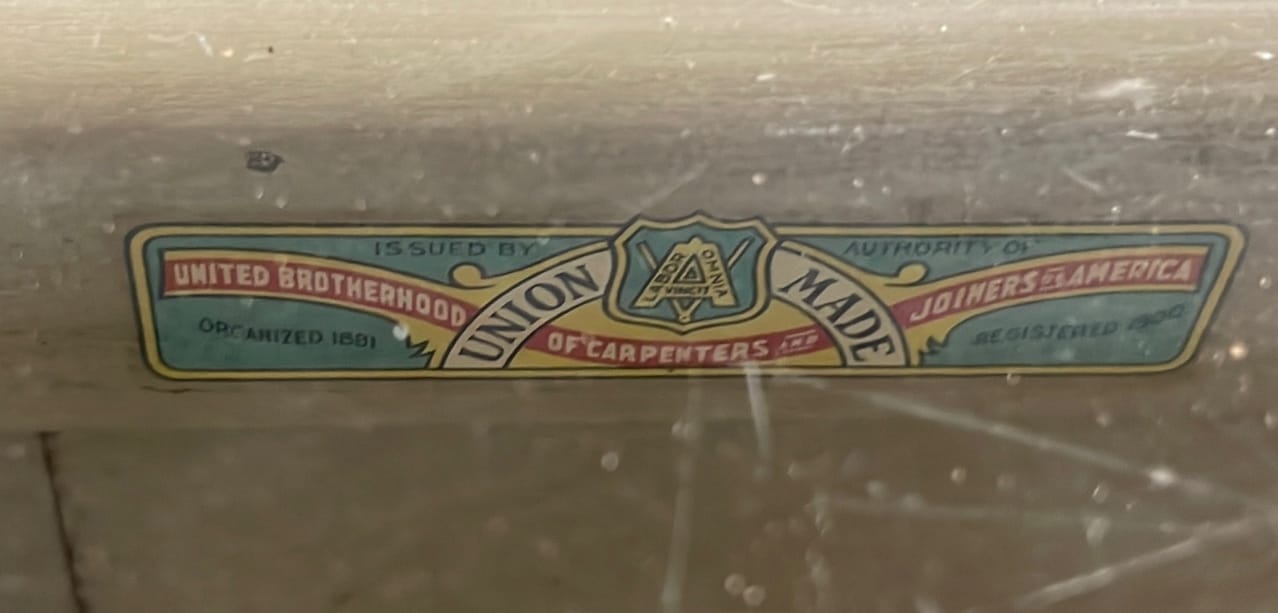 ISSUED BY AUTHORITY OF
UNITED BROTHERHOOD OF CARPENTERS AND JOINERS OF AMERICA
UNION MADE
LABOR OMNIA VINCIT
ORGANIZED 1881
REGISTERED